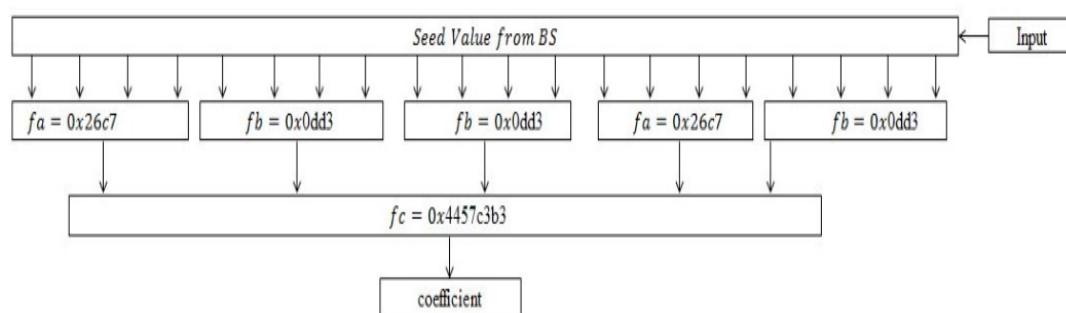 Seed Value from BS
Input
fa = 0x26c7
fb = 0x0dd3
fb = 0x0dd3
fa = 0x26c7
fb = 0x0dd3
fc = 0x4457c3b3
coefficient